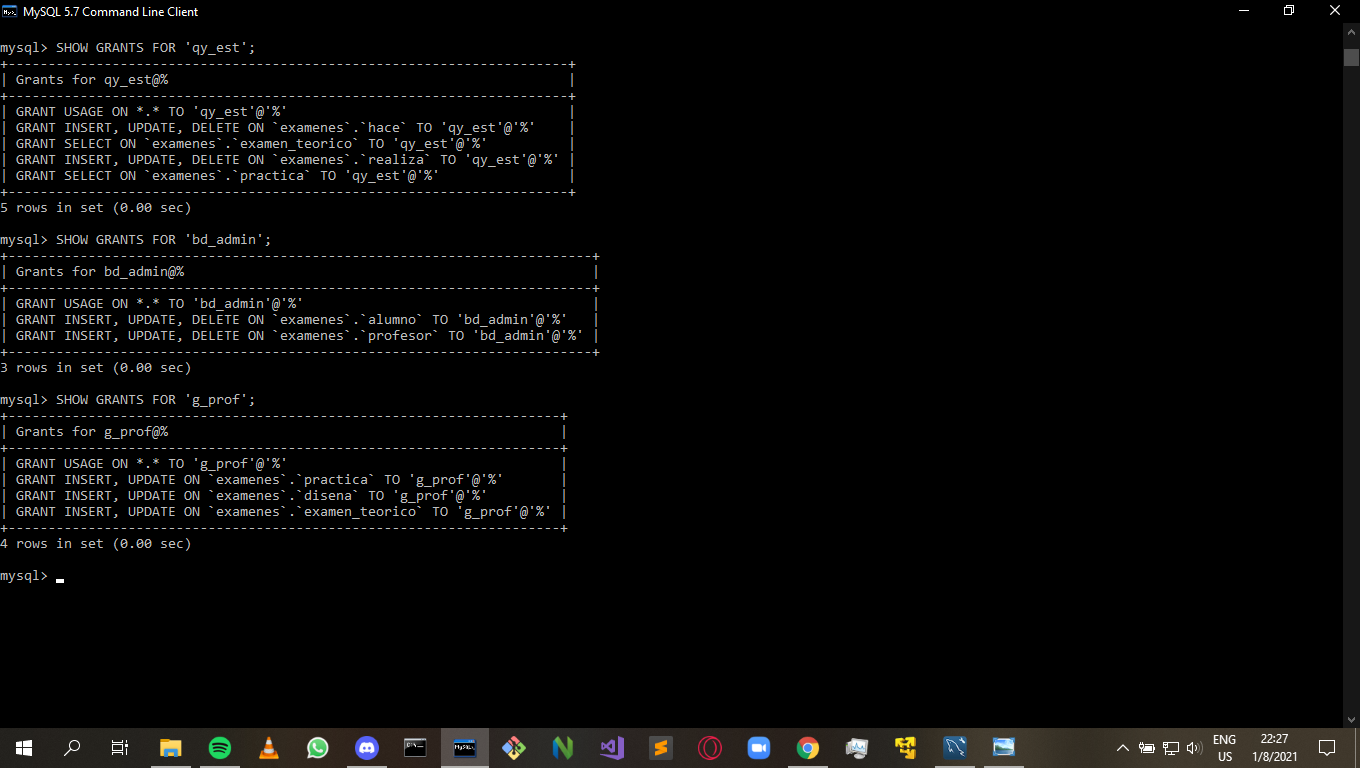 MySQL 5.7 Command Line Client
mysql> SHOW GRANTS FOR 'qy_est';
+----------------------------------------------------------------------+
| Grants for qy_est@%                                                  |
+----------------------------------------------------------------------+
| GRANT USAGE ON *.* TO 'qy_est'@'%'                                   |
| GRANT INSERT, UPDATE, DELETE ON `examenes`.`hace` TO 'qy_est'@'%'    |
| GRANT SELECT ON `examenes`.`examen_teorico` TO 'qy_est'@'%'          |
| GRANT INSERT, UPDATE, DELETE ON `examenes`.`realiza` TO 'qy_est'@'%' |
| GRANT SELECT ON `examenes`.`practica` TO 'qy_est'@'%'                |
+----------------------------------------------------------------------+
5 rows in set (0.00 sec)
mysql> SHOW GRANTS FOR 'bd_admin';
+-------------------------------------------------------------------------+
| Grants for bd_admin@%                                                   |
+-------------------------------------------------------------------------+
| GRANT USAGE ON *.* TO 'bd_admin'@'%'                                    |
| GRANT INSERT, UPDATE, DELETE ON `examenes`.`alumno` TO 'bd_admin'@'%'   |
| GRANT INSERT, UPDATE, DELETE ON `examenes`.`profesor` TO 'bd_admin'@'%' |
+-------------------------------------------------------------------------+
3 rows in set (0.00 sec)
mysql> SHOW GRANTS FOR 'g_prof';
+---------------------------------------------------------------------+
| Grants for g_prof@%                                                 |
+---------------------------------------------------------------------+
| GRANT USAGE ON *.* TO 'g_prof'@'%'                                  |
| GRANT INSERT, UPDATE ON `examenes`.`practica` TO 'g_prof'@'%'       |
| GRANT INSERT, UPDATE ON `examenes`.`disena` TO 'g_prof'@'%'         |
| GRANT INSERT, UPDATE ON `examenes`.`examen_teorico` TO 'g_prof'@'%' |
+---------------------------------------------------------------------+
4 rows in set (0.00 sec)
mysql> _
ENG 22:27
US 1/8/2021